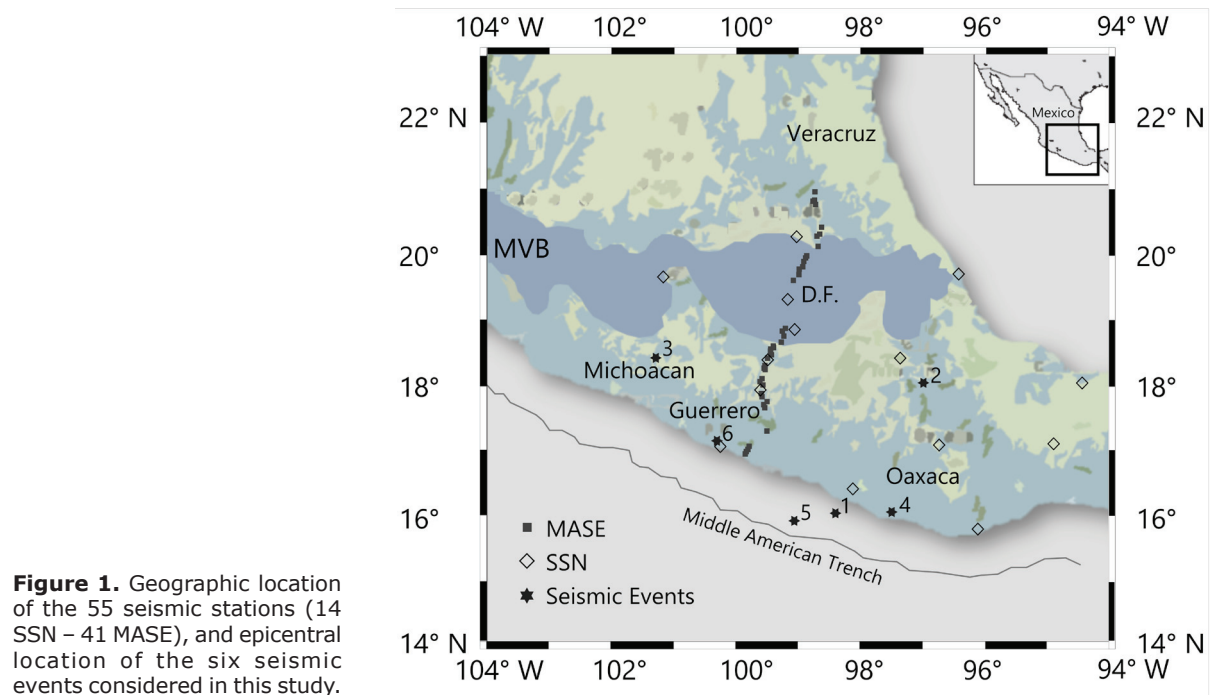 104° W 102° 100° 98° 96° 94° W
Mexico
22° N 22° N
Veracruz
20° 20°
MVB
D.F.
3
Michoacan
2
18° 18°
Guerrero
6
Oaxaca
5 1 4
16° 16°
Middle American Trench
MASE
SSN
Seismic Events
14° N 14° N
104° W 102° 100° 98° 96° 94° W
Figure 1. Geographic location
of the 55 seismic stations (14
SSN – 41 MASE), and epicentral
location of the six seismic
events considered in this study.